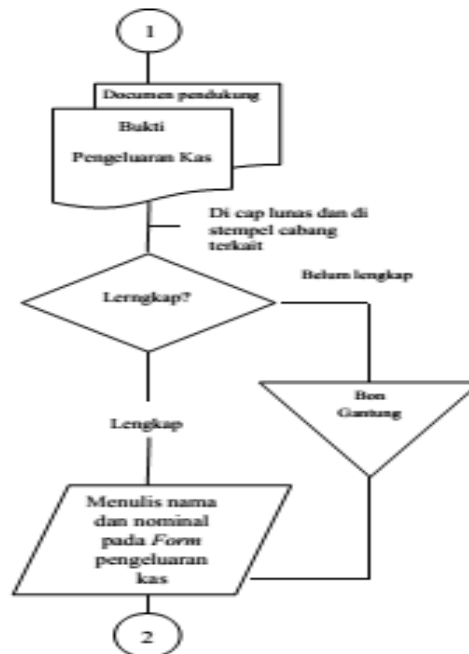 1
Documen pendukung
Bukti
Pengeluaran Kas
Di cap lunas dan di
stempel cabang
terkait
Lerngkap?
Belum lengkap
Bon
Gantung
Lengkap
Menulis nama
dan nominal
pada Form
pengeluaran
kas
2